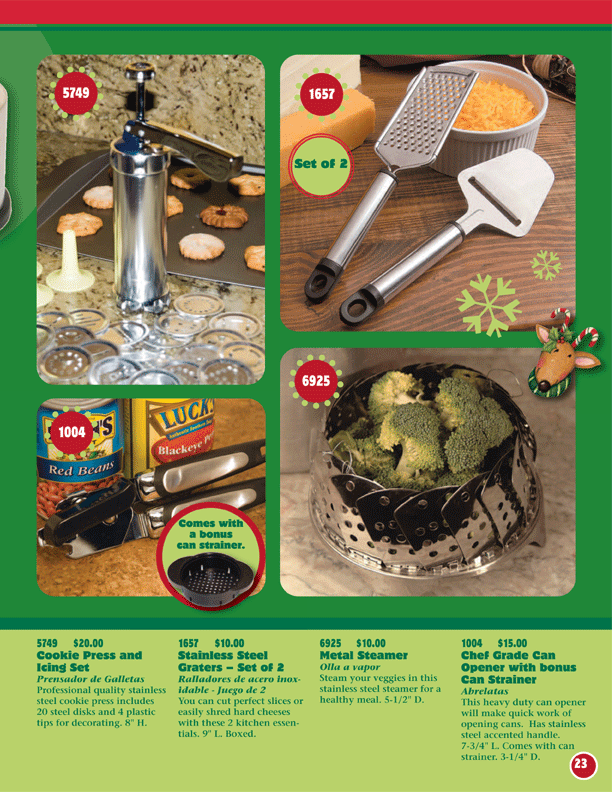 5749
1657
Set of 2
6925
1004
Red Beans
LUCK
Blackeye P
Comes with
a bonus
can strainer.
5749 $20.00
Cookie Press and
Icing Set
Prensador de Galletas
Professional quality stainless
steel cookie press includes
20 steel disks and 4 plastic
tips for decorating. 8" H.
1657 $10.00
Stainless Steel
Graters – Set of 2
Ralladores de acero inox-
idable - Juego de 2
You can cut perfect slices or
easily shred hard cheeses
with these 2 kitchen essen-
tials. 9" L. Boxed.
6925 $10.00
Metal Steamer
Olla a vapor
Steam your veggies in this
stainless steel steamer for a
healthy meal. 5-1/2" D.
1004 $15.00
Chef Grade Can
Opener with bonus
Can Strainer
Abrelatas
This heavy duty can opener
will make quick work of
opening cans. Has stainless
steel accented handle.
7-3/4" L. Comes with can
strainer. 3-1/4" D.
23